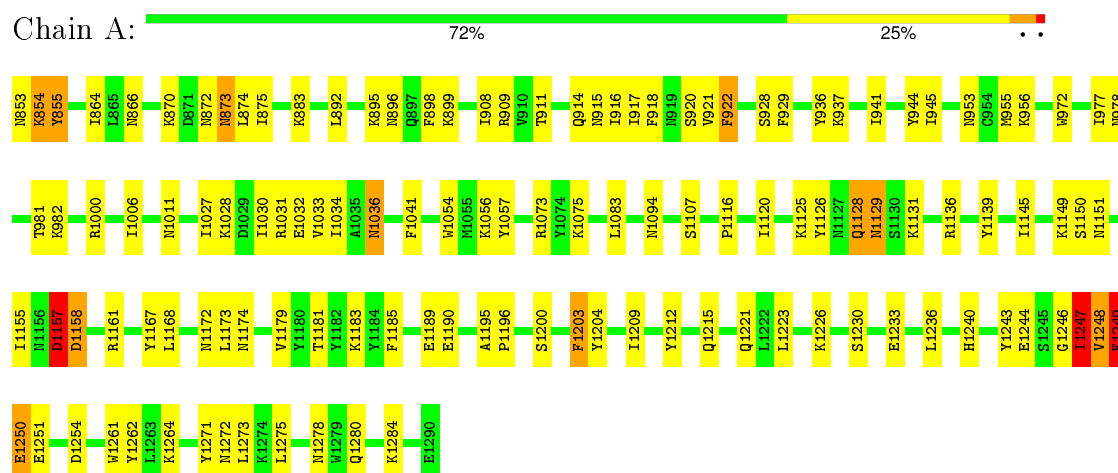 Chain A:
72% 25% • •
N853 K854 Y855 I864 L865 N866 K870 D871 N872 N873 L874 I875 K883 L892 K895 N896 Q897 F898 K899 I908 R909 V910 T911 Q914 N915 I916 I917 F918 N919 S920 V921 F922 S928 F929 Y936 K937 I941 Y944 I945 N953 C954 M955 K956 W972 I977 N978
T981 K982 R1000 I1006 N1011 I1027 K1028 D1029 I1030 R1031 E1032 V1033 I1034 A1035 N1036 F1041 W1054 M1055 K1056 Y1057 R1073 Y1074 K1075 L1083 N1094 S1107 P1116 I1120 K1125 Y1126 N1127 Q1128 N1129 S1130 K1131 R1136 Y1139 I1145 K1149 S1150 N1151
I1155 N1156 D1157 D1158 R1161 Y1167 L1168 N1172 L1173 N1174 V1179 Y1180 T1181 Y1182 K1183 Y1184 F1185 E1189 E1190 A1195 P1196 S1200 F1203 Y1204 I1209 Y1212 Q1215 Q1221 L1222 L1223 K1226 S1230 E1233 L1236 H1240 Y1243 E1244 S1245 G1246 I1247 V1248
E1250 E1251 D1254 W1261 Y1262 L1263 K1264 Y1271 N1272 L1273 K1274 L1275 N1278 W1279 Q1280 K1284 E1290